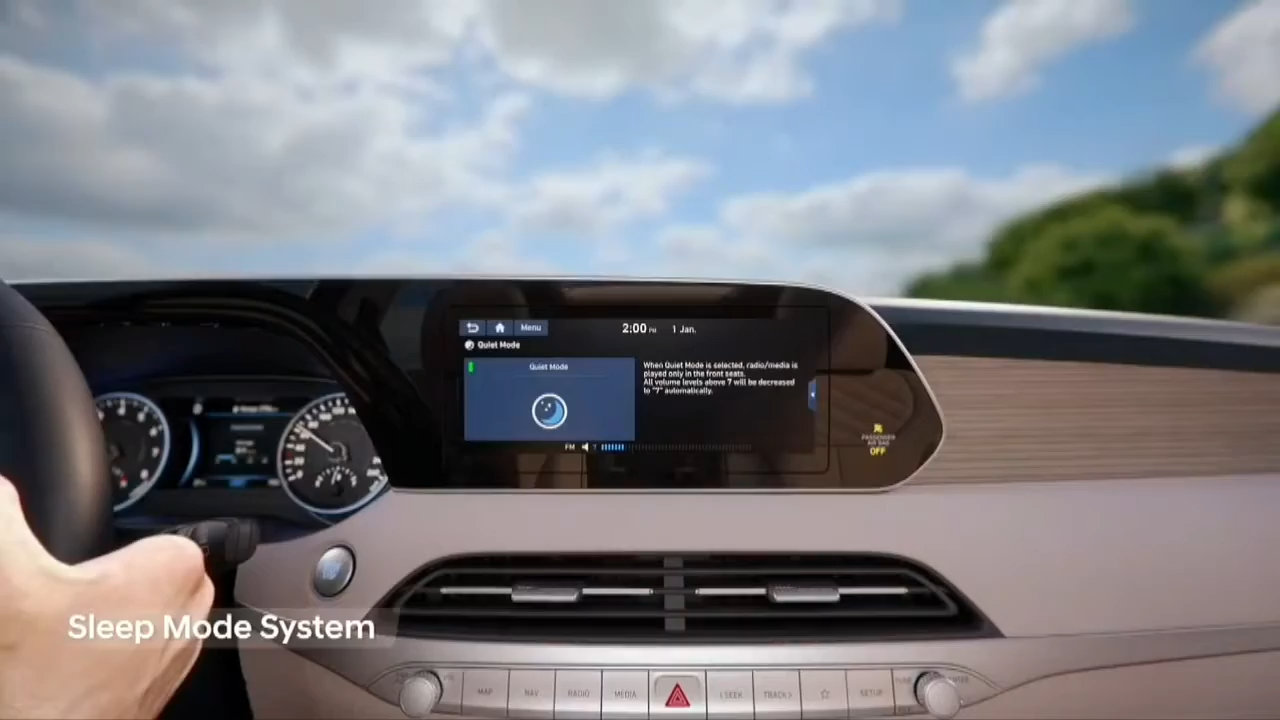 Menu
2:00 PM
1 Jan.
Quiet Mode
Quiet Mode
When Quiet Mode is selected, radio/media is
played only in the front seats.
All volume levels above 7 will be decreased
to "7" automatically.
FM
7
PASSENGER
AIR BAG
OFF
Sleep Mode System
MAP
NAV
RADIO
MEDIA
< SEEK
TRACK >
SETUP